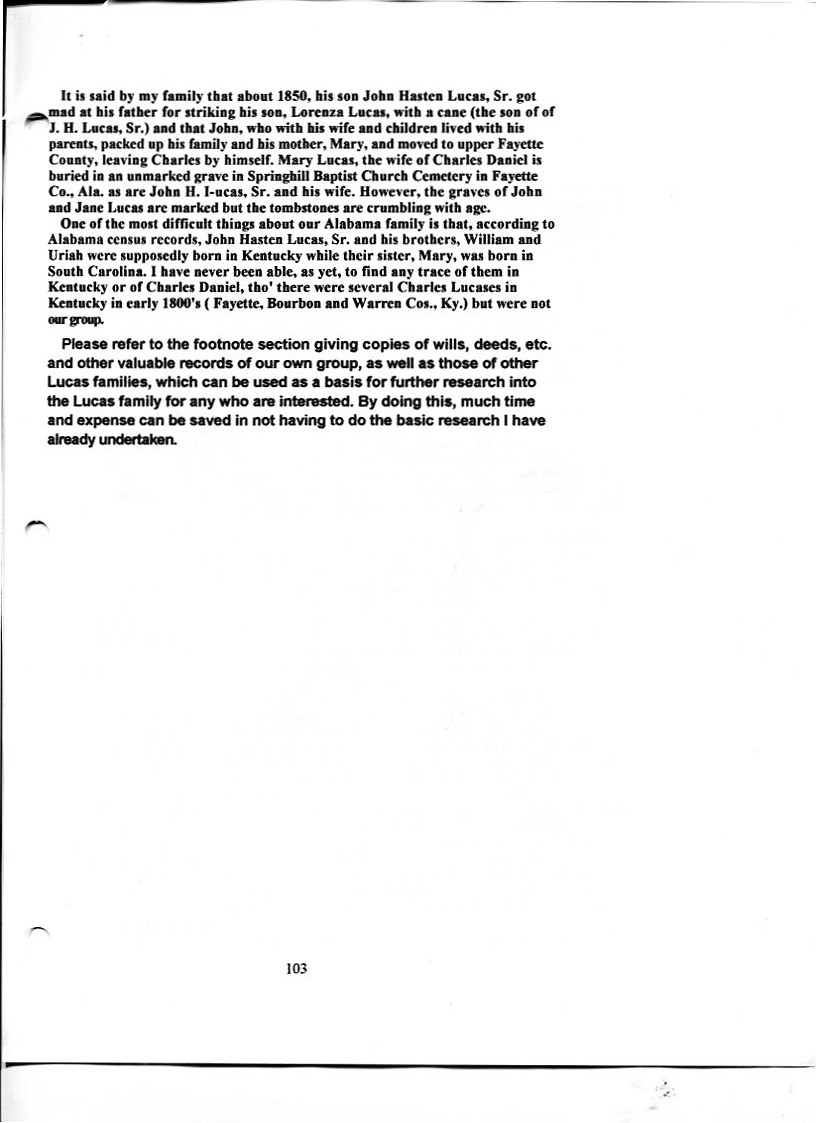 It is said by my family that about 1850, his son John Hasten Lucas, Sr. got
mad at his father for striking his son, Lorenza Lucas, with a cane (the son of of
J. H. Lucas, Sr.) and that John, who with his wife and children lived with his
parents, packed up his family and his mother, Mary, and moved to upper Fayette
County, leaving Charles by himself. Mary Lucas, the wife of Charles Daniel is
buried in an unmarked grave in Springhill Baptist Church Cemetery in Fayette
Co., Ala. as are John H. I-ucas, Sr. and his wife. However, the graves of John
and Jane Lucas are marked but the tombstones are crumbling with age.
One of the most difficult things about our Alabama family is that, according to
Alabama census records, John Hasten Lucas, Sr. and his brothers, William and
Uriah were supposedly born in Kentucky while their sister, Mary, was born in
South Carolina. I have never been able, as yet, to find any trace of them in
Kentucky or of Charles Daniel, tho' there were several Charles Lucases in
Kentucky in early 1800's ( Fayette, Bourbon and Warren Cos., Ky.) but were not
our group.
Please refer to the footnote section giving copies of wills, deeds, etc.
and other valuable records of our own group, as well as those of other
Lucas families, which can be used as a basis for further research into
the Lucas family for any who are interested. By doing this, much time
and expense can be saved in not having to do the basic research I have
already undertaken.
103